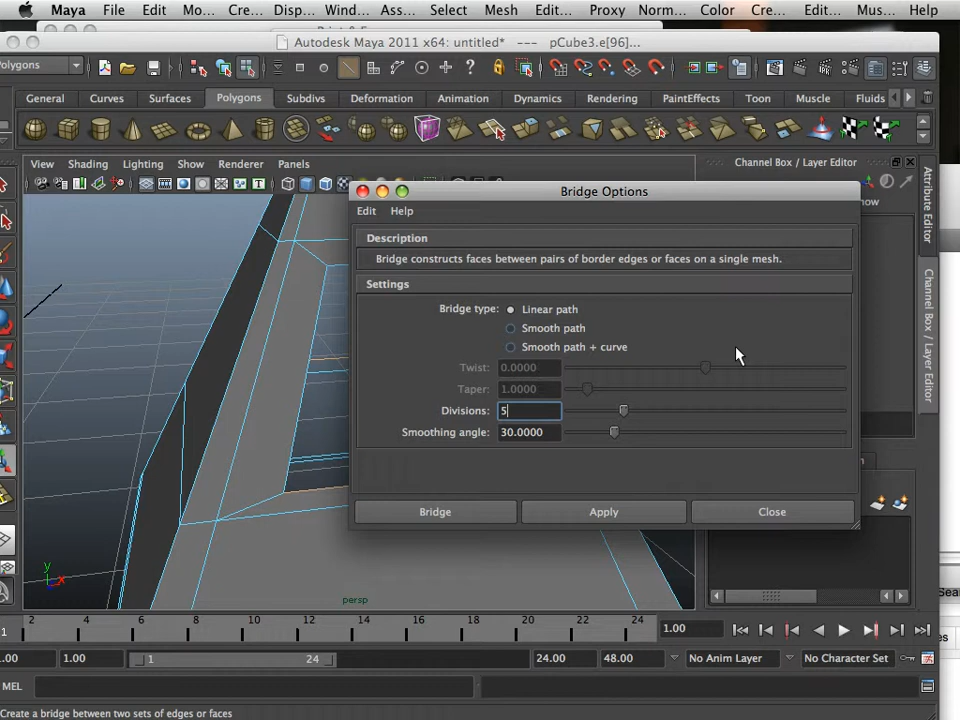 Maya File Edit Mo... Cre... Disp... Wind... Ass... Select Mesh Edit... Proxy Norm... Color Cre... Edit... Mus... Help
Autodesk Maya 2011 x64: untitled* --- pCube3.e[96]...
Polygons
General Curves Surfaces Polygons Subdivs Deformation Animation Dynamics Rendering PaintEffects Toon Muscle Fluids
View Shading Lighting Show Renderer Panels
Channel Box / Layer Editor
Bridge Options
Edit Help
Description
Bridge constructs faces between pairs of border edges or faces on a single mesh.
Settings
Bridge type: Linear path
Smooth path
Smooth path + curve
Twist: 0.0000
Taper: 1.0000
Divisions: 5
Smoothing angle: 30.0000
Bridge Apply Close
Attribute Editor
Channel Box / Layer Editor
y
x
persp
2 4 6 8 10 12 14 16 18 20 22 24
1.00
1.00 1 24 24.00 48.00 No Anim Layer No Character Set
MEL
Create a bridge between two sets of edges or faces